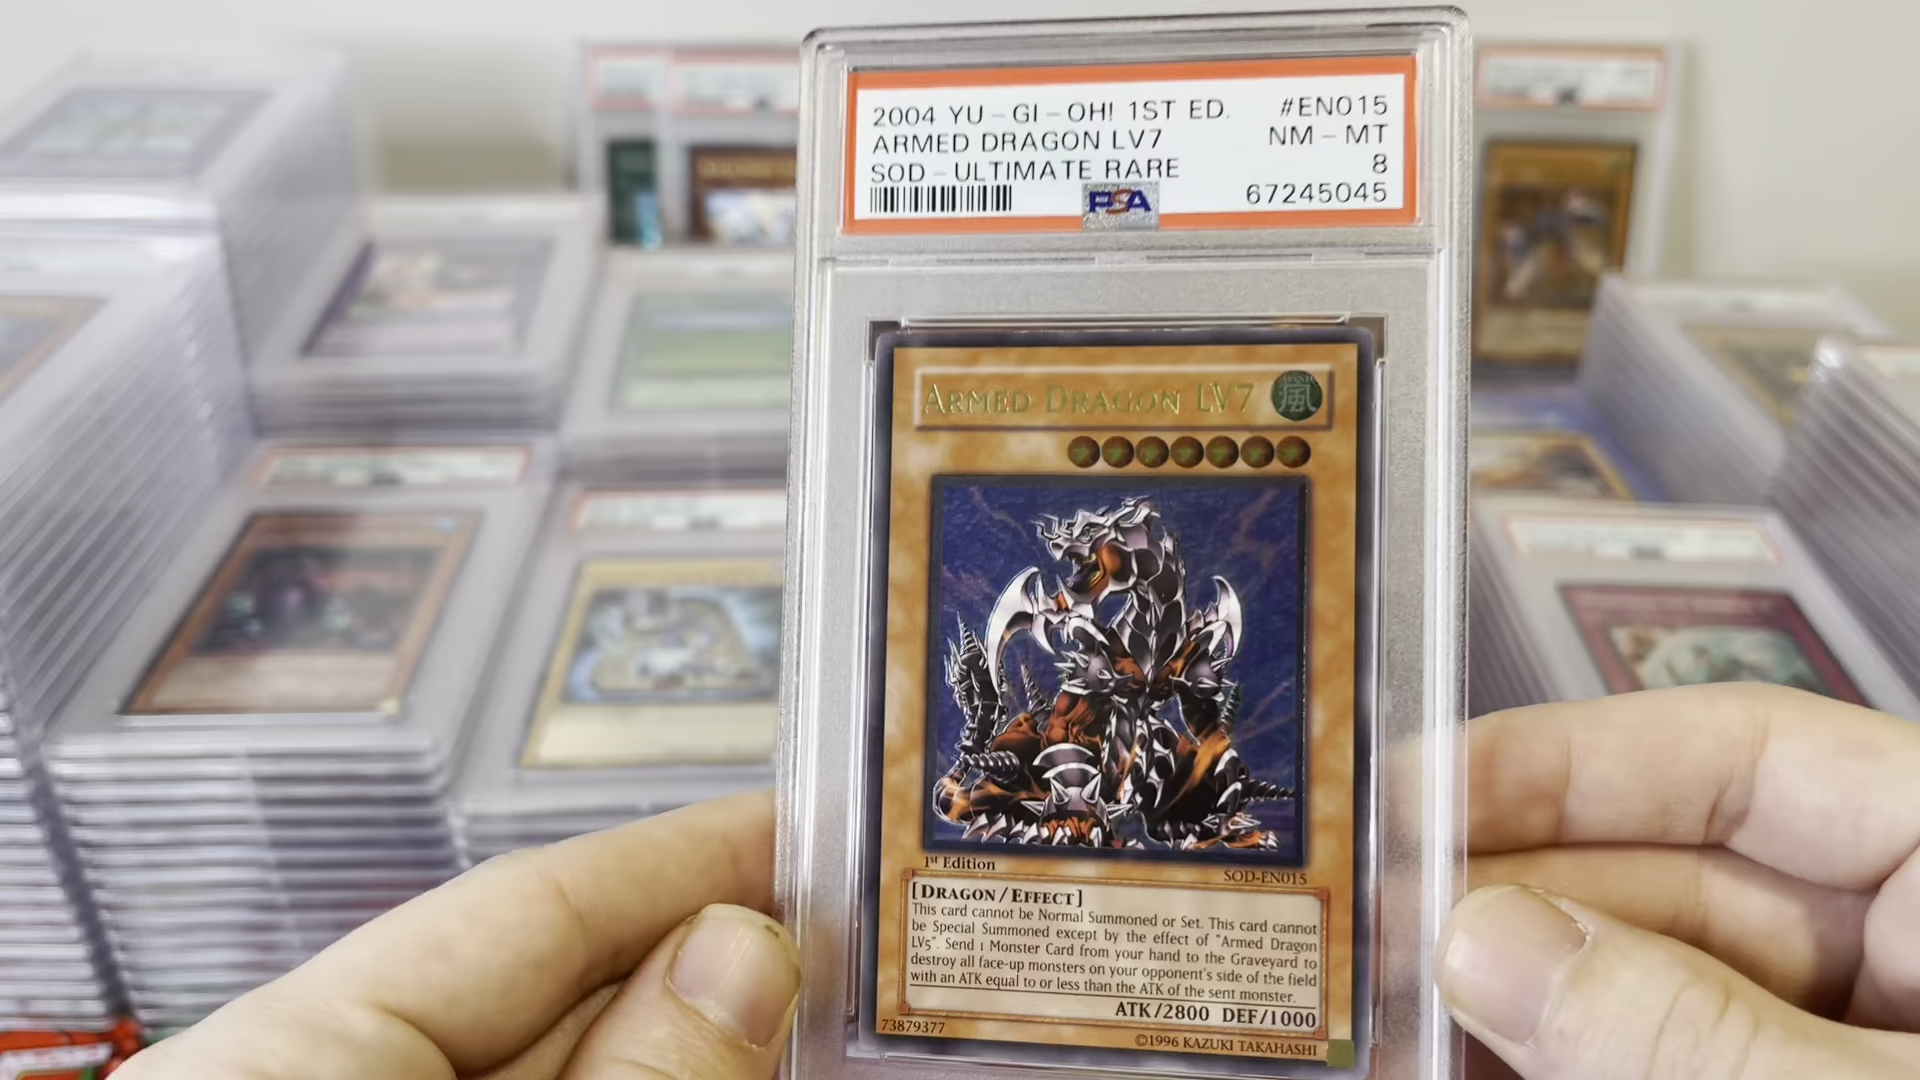 2004 YU-GI-OH! 1ST ED. #EN015
ARMED DRAGON LV7 NM-MT
SOD-ULTIMATE RARE 8
PSA 67245045
ARMED DRAGON LV7 風
1st Edition
SOD-EN015
[DRAGON/EFFECT]
This card cannot be Normal Summoned or Set. This card cannot
be Special Summoned except by the effect of "Armed Dragon
LV5". Send 1 Monster Card from your hand to the Graveyard to
destroy all face-up monsters on your opponent's side of the field
with an ATK equal to or less than the ATK of the sent monster.
ATK/2800 DEF/1000
73879377
©1996 KAZUKI TAKAHASHI